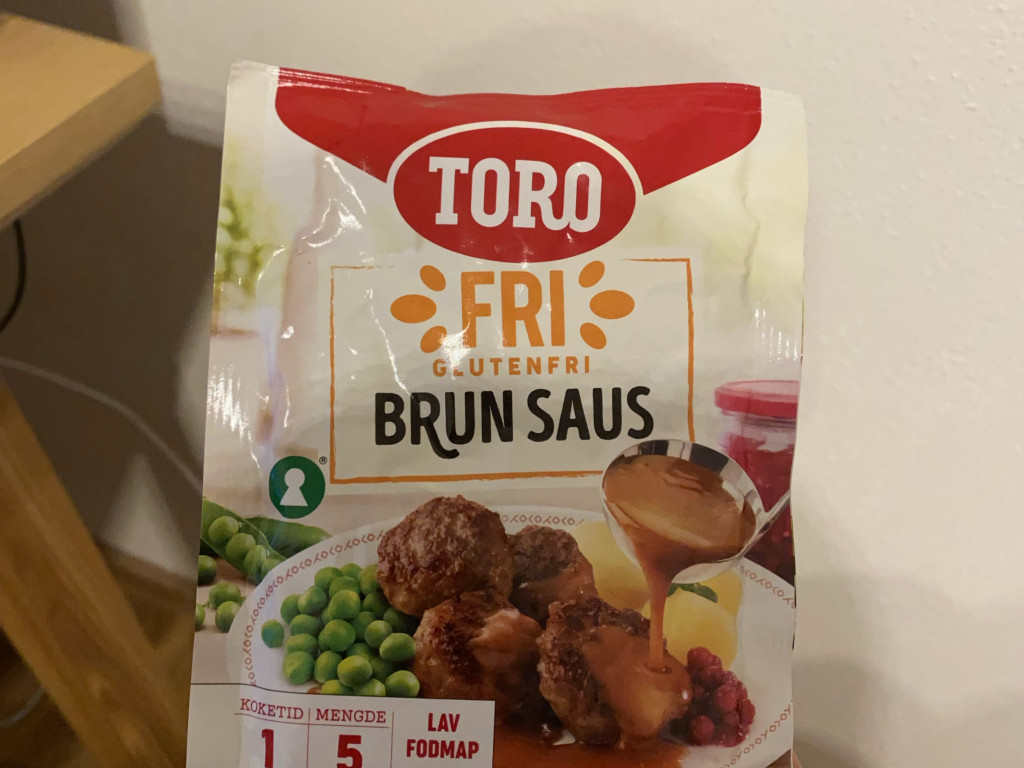 TORO
FRI
GLUTENFRI
BRUN SAUS
®
KOKETID MENGDE
1 5
LAV
FODMAP